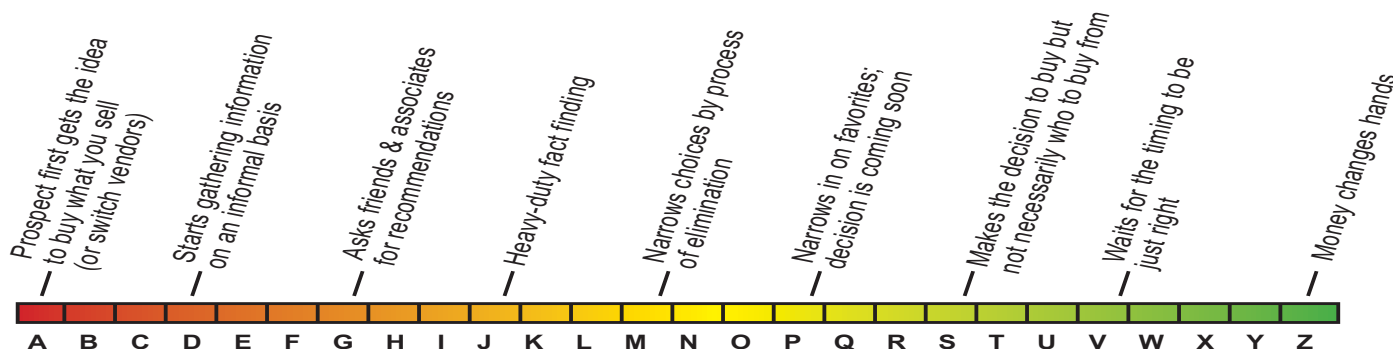 Prospect first gets the idea
to buy what you sell
(or switch vendors)
Starts gathering information
on an informal basis
Asks friends & associates
for recommendations
Heavy-duty fact finding
Narrows choices by process
of elimination
Narrows in on favorites;
decision is coming soon
Makes the decision to buy but
not necessarily who to buy from
Waits for the timing to be
just right
Money changes hands
A B C D E F G H I J K L M N O P Q R S T U V W X Y Z